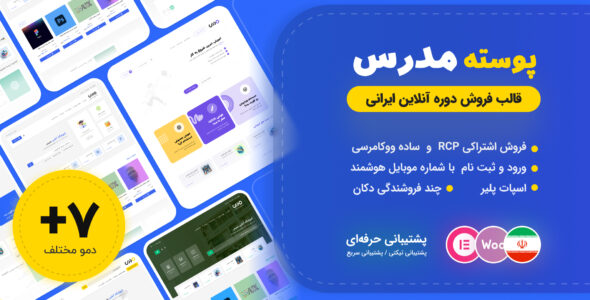 پوسته مدرس
قالب فروش دوره آنلاین ایرانی
فروش اشتراکی RCP و ساده ووکامرسی
ورود و ثبت نام با شماره موبایل هوشمند
اسپات پلیر
چند فروشندگی دکان
پشتیبانی حرفه‌ای
پشتیبانی تیکتی / پشتیبانی سریع
Woo
+۷
دمو مختلف